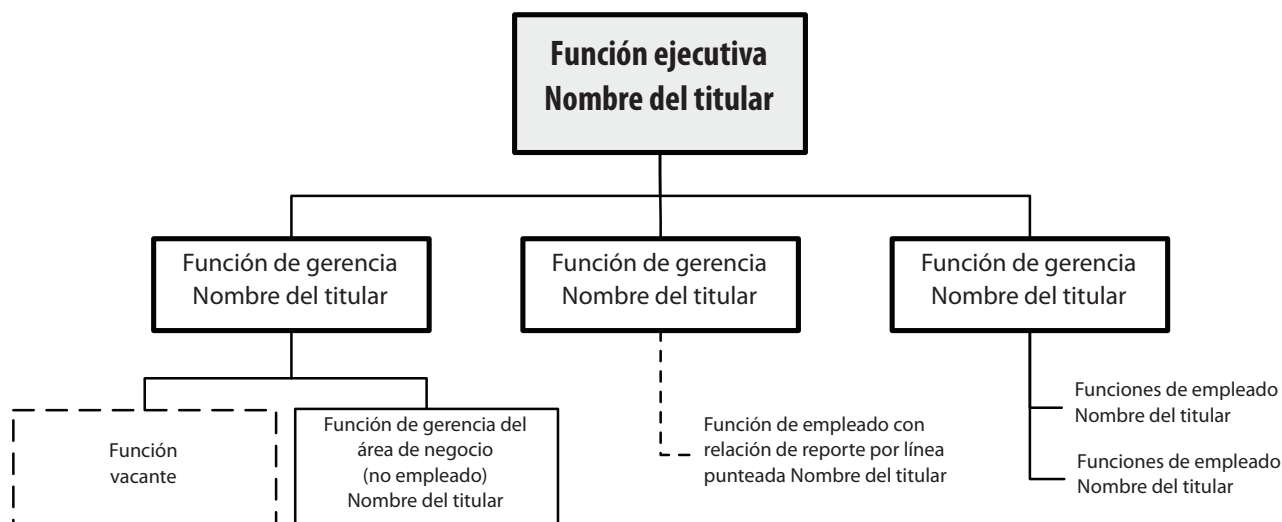 Función ejecutiva
Nombre del titular
Función de gerencia
Nombre del titular
Función de gerencia
Nombre del titular
Función de gerencia
Nombre del titular
Función
vacante
Función de gerencia del
área de negocio
(no empleado)
Nombre del titular
Función de empleado con
relación de reporte por línea
punteada Nombre del titular
Funciones de empleado
Nombre del titular
Funciones de empleado
Nombre del titular